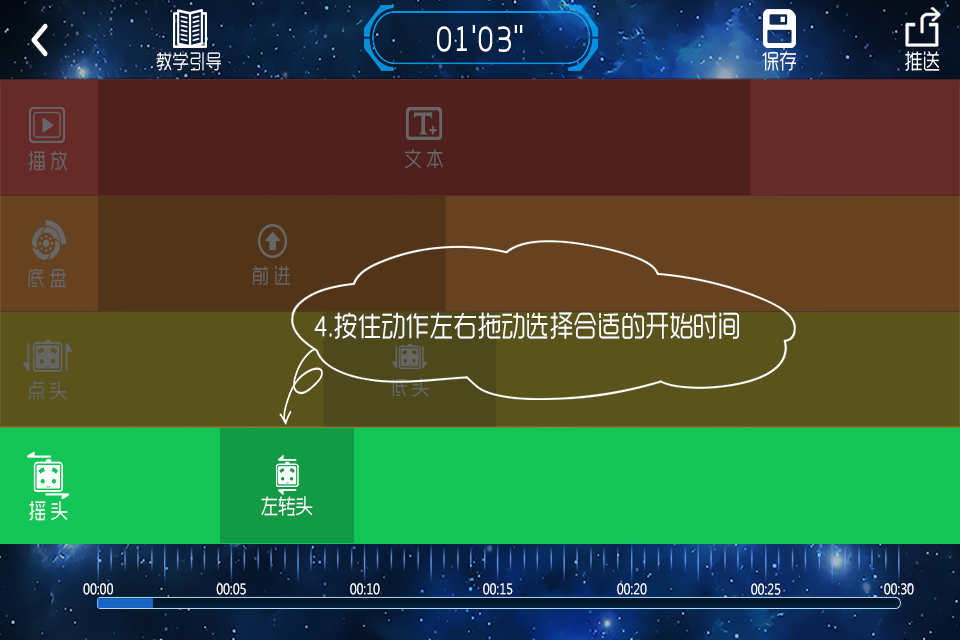 01'03"
教学引导
保存
推送
播放
文本
底盘
前进
4.按住动作左右拖动选择合适的开始时间
点头
底头
摇头
左转头
00:00 00:05 00:10 00:15 00:20 00:25 00:30